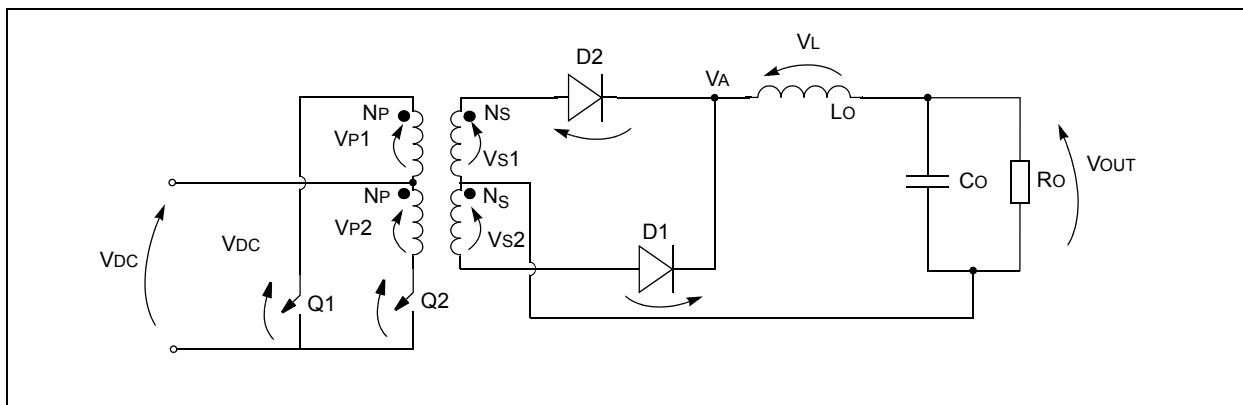 VL
D2
VA
NP
NS
LO
VP1
VS1
VOUT
NP
NS
CO
RO
VDC
VP2
VS2
D1
VDC
Q1
Q2